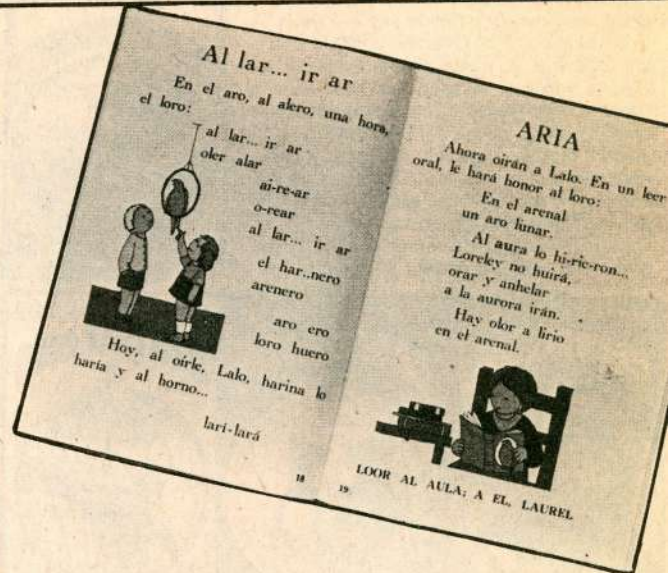 Al lar... ir ar
En el aro, al alero, una hora,
el loro:
al lar... ir ar
oler alar
ai-re-ar
o-rear
al lar... ir ar
el har..nero
arenero
aro ero
loro huero
Hoy, al oírle, Lalo, harina lo
haría y al horno...
lari-lará
18
ARIA
Ahora oirán a Lalo. En un leer
oral, le hará honor al loro:
En el arenal
un aro lunar.
Al aura lo hi-rie-ron...
Loreley no huirá,
orar y anhelar
a la aurora irán.
Hay olor a lirio
en el arenal.
LOOR AL AULA; A EL, LAUREL
19